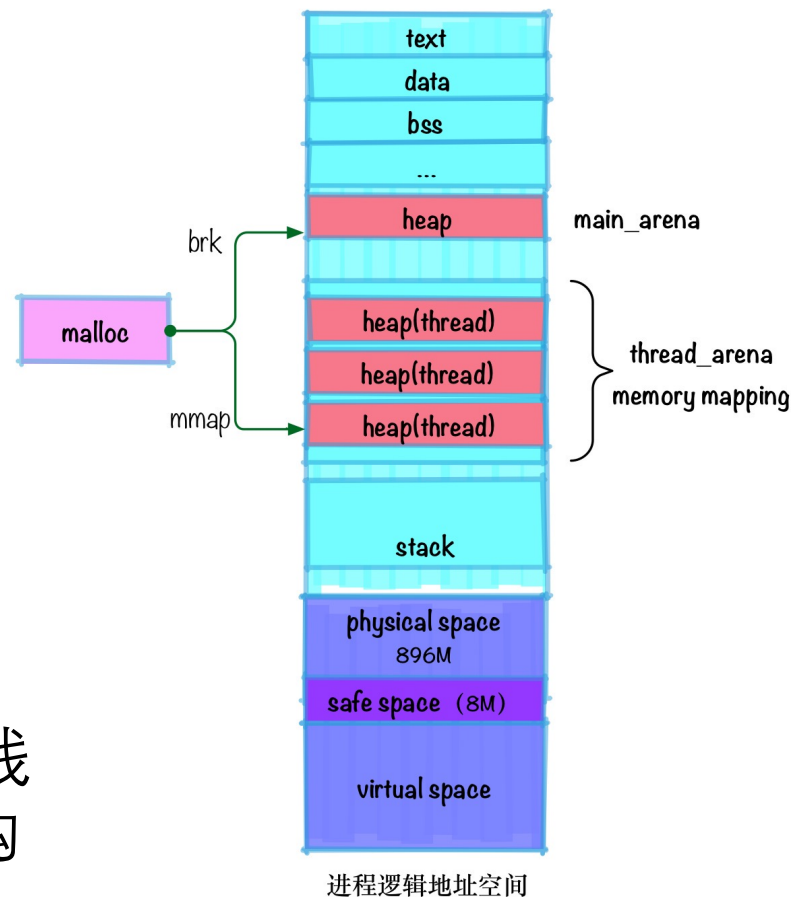 text
data
bss
...
heap
main_arena
brk
malloc
heap(thread)
heap(thread)
heap(thread)
mmap
thread_arena
memory mapping
stack
physical space
896M
safe space (8M)
virtual space
进程逻辑地址空间